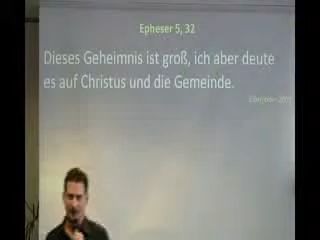 Epheser 5, 32
Dieses Geheimnis ist groß, ich aber deute
es auf Christus und die Gemeinde.